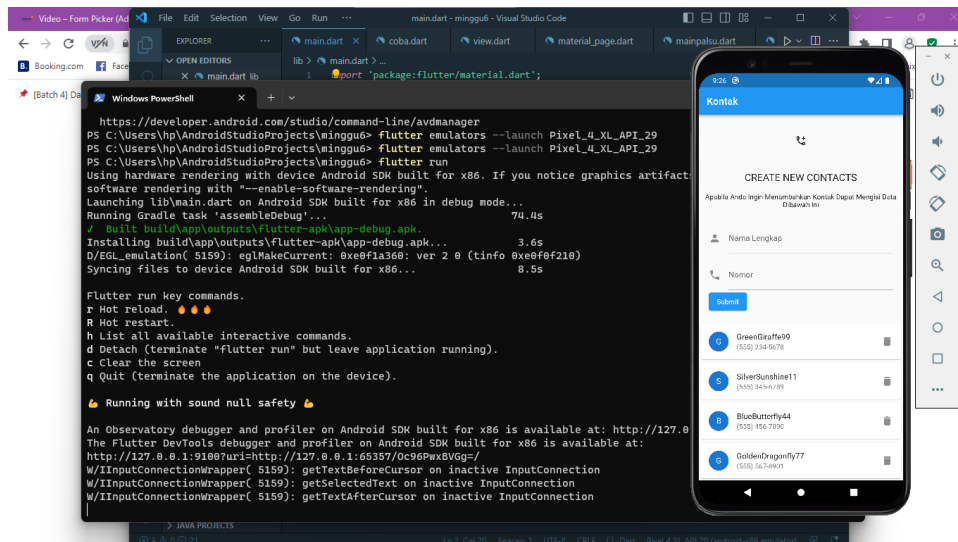 Video – Form Picker (Ad
File Edit Selection View Go Run ···
main.dart - minggu6 - Visual Studio Code
VPN
EXPLORER ···
main.dart
coba.dart
view.dart
material_page.dart
mainpalsu.dart
OPEN EDITORS
lib > main.dart > ...
Booking.com
Face
main.dart lib
1 import 'package:flutter/material.dart';
[Batch 4] Da
Windows PowerShell
https://developer.android.com/studio/command-line/avdmanager
PS C:\Users\hp\AndroidStudioProjects\minggu6> flutter emulators --launch Pixel_4_XL_API_29
PS C:\Users\hp\AndroidStudioProjects\minggu6> flutter emulators --launch Pixel_4_XL_API_29
PS C:\Users\hp\AndroidStudioProjects\minggu6> flutter run
Using hardware rendering with device Android SDK built for x86. If you notice graphics artifacts
software rendering with "--enable-software-rendering".
Launching lib\main.dart on Android SDK built for x86 in debug mode...
Running Gradle task 'assembleDebug'... 74.4s
√ Built build\app\outputs\flutter-apk\app-debug.apk.
Installing build\app\outputs\flutter-apk\app-debug.apk... 3.6s
D/EGL_emulation( 5159): eglMakeCurrent: 0xe0f1a360: ver 2 0 (tinfo 0xe0f0f210)
Syncing files to device Android SDK built for x86... 8.5s
Flutter run key commands.
r Hot reload. 🔥🔥🔥
R Hot restart.
h List all available interactive commands.
d Detach (terminate "flutter run" but leave application running).
c Clear the screen
q Quit (terminate the application on the device).
💪 Running with sound null safety 💪
An Observatory debugger and profiler on Android SDK built for x86 is available at: http://127.0
The Flutter DevTools debugger and profiler on Android SDK built for x86 is available at:
http://127.0.0.1:9100?uri=http://127.0.0.1:65357/Oc96PwxBVGg=/
W/IInputConnectionWrapper( 5159): getTextBeforeCursor on inactive InputConnection
W/IInputConnectionWrapper( 5159): getSelectedText on inactive InputConnection
W/IInputConnectionWrapper( 5159): getTextAfterCursor on inactive InputConnection
JAVA PROJECTS
9:26
Kontak
CREATE NEW CONTACTS
Apabila Anda Ingin Menambahkan Kontak Dapat Mengisi Data
Dibawah Ini
Nama Lengkap
Nomor
Submit
G GreenGiraffe99
(555) 234-5678
S SilverSunshine11
(555) 345-6789
B BlueButterfly44
(555) 456-7890
G GoldenDragonfly77
(555) 567-8901